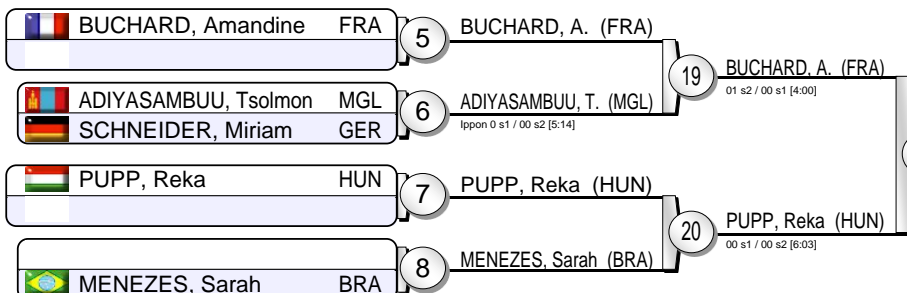 BUCHARD, Amandine FRA
5
BUCHARD, A. (FRA)
19
BUCHARD, A. (FRA)
01 s2 / 00 s1 [4:00]
ADIYASAMBUU, Tsolmon MGL
SCHNEIDER, Miriam GER
6
ADIYASAMBUU, T. (MGL)
Ippon 0 s1 / 00 s2 [5:14]
PUPP, Reka HUN
7
PUPP, Reka (HUN)
20
PUPP, Reka (HUN)
00 s1 / 00 s2 [6:03]
MENEZES, Sarah BRA
8
MENEZES, Sarah (BRA)